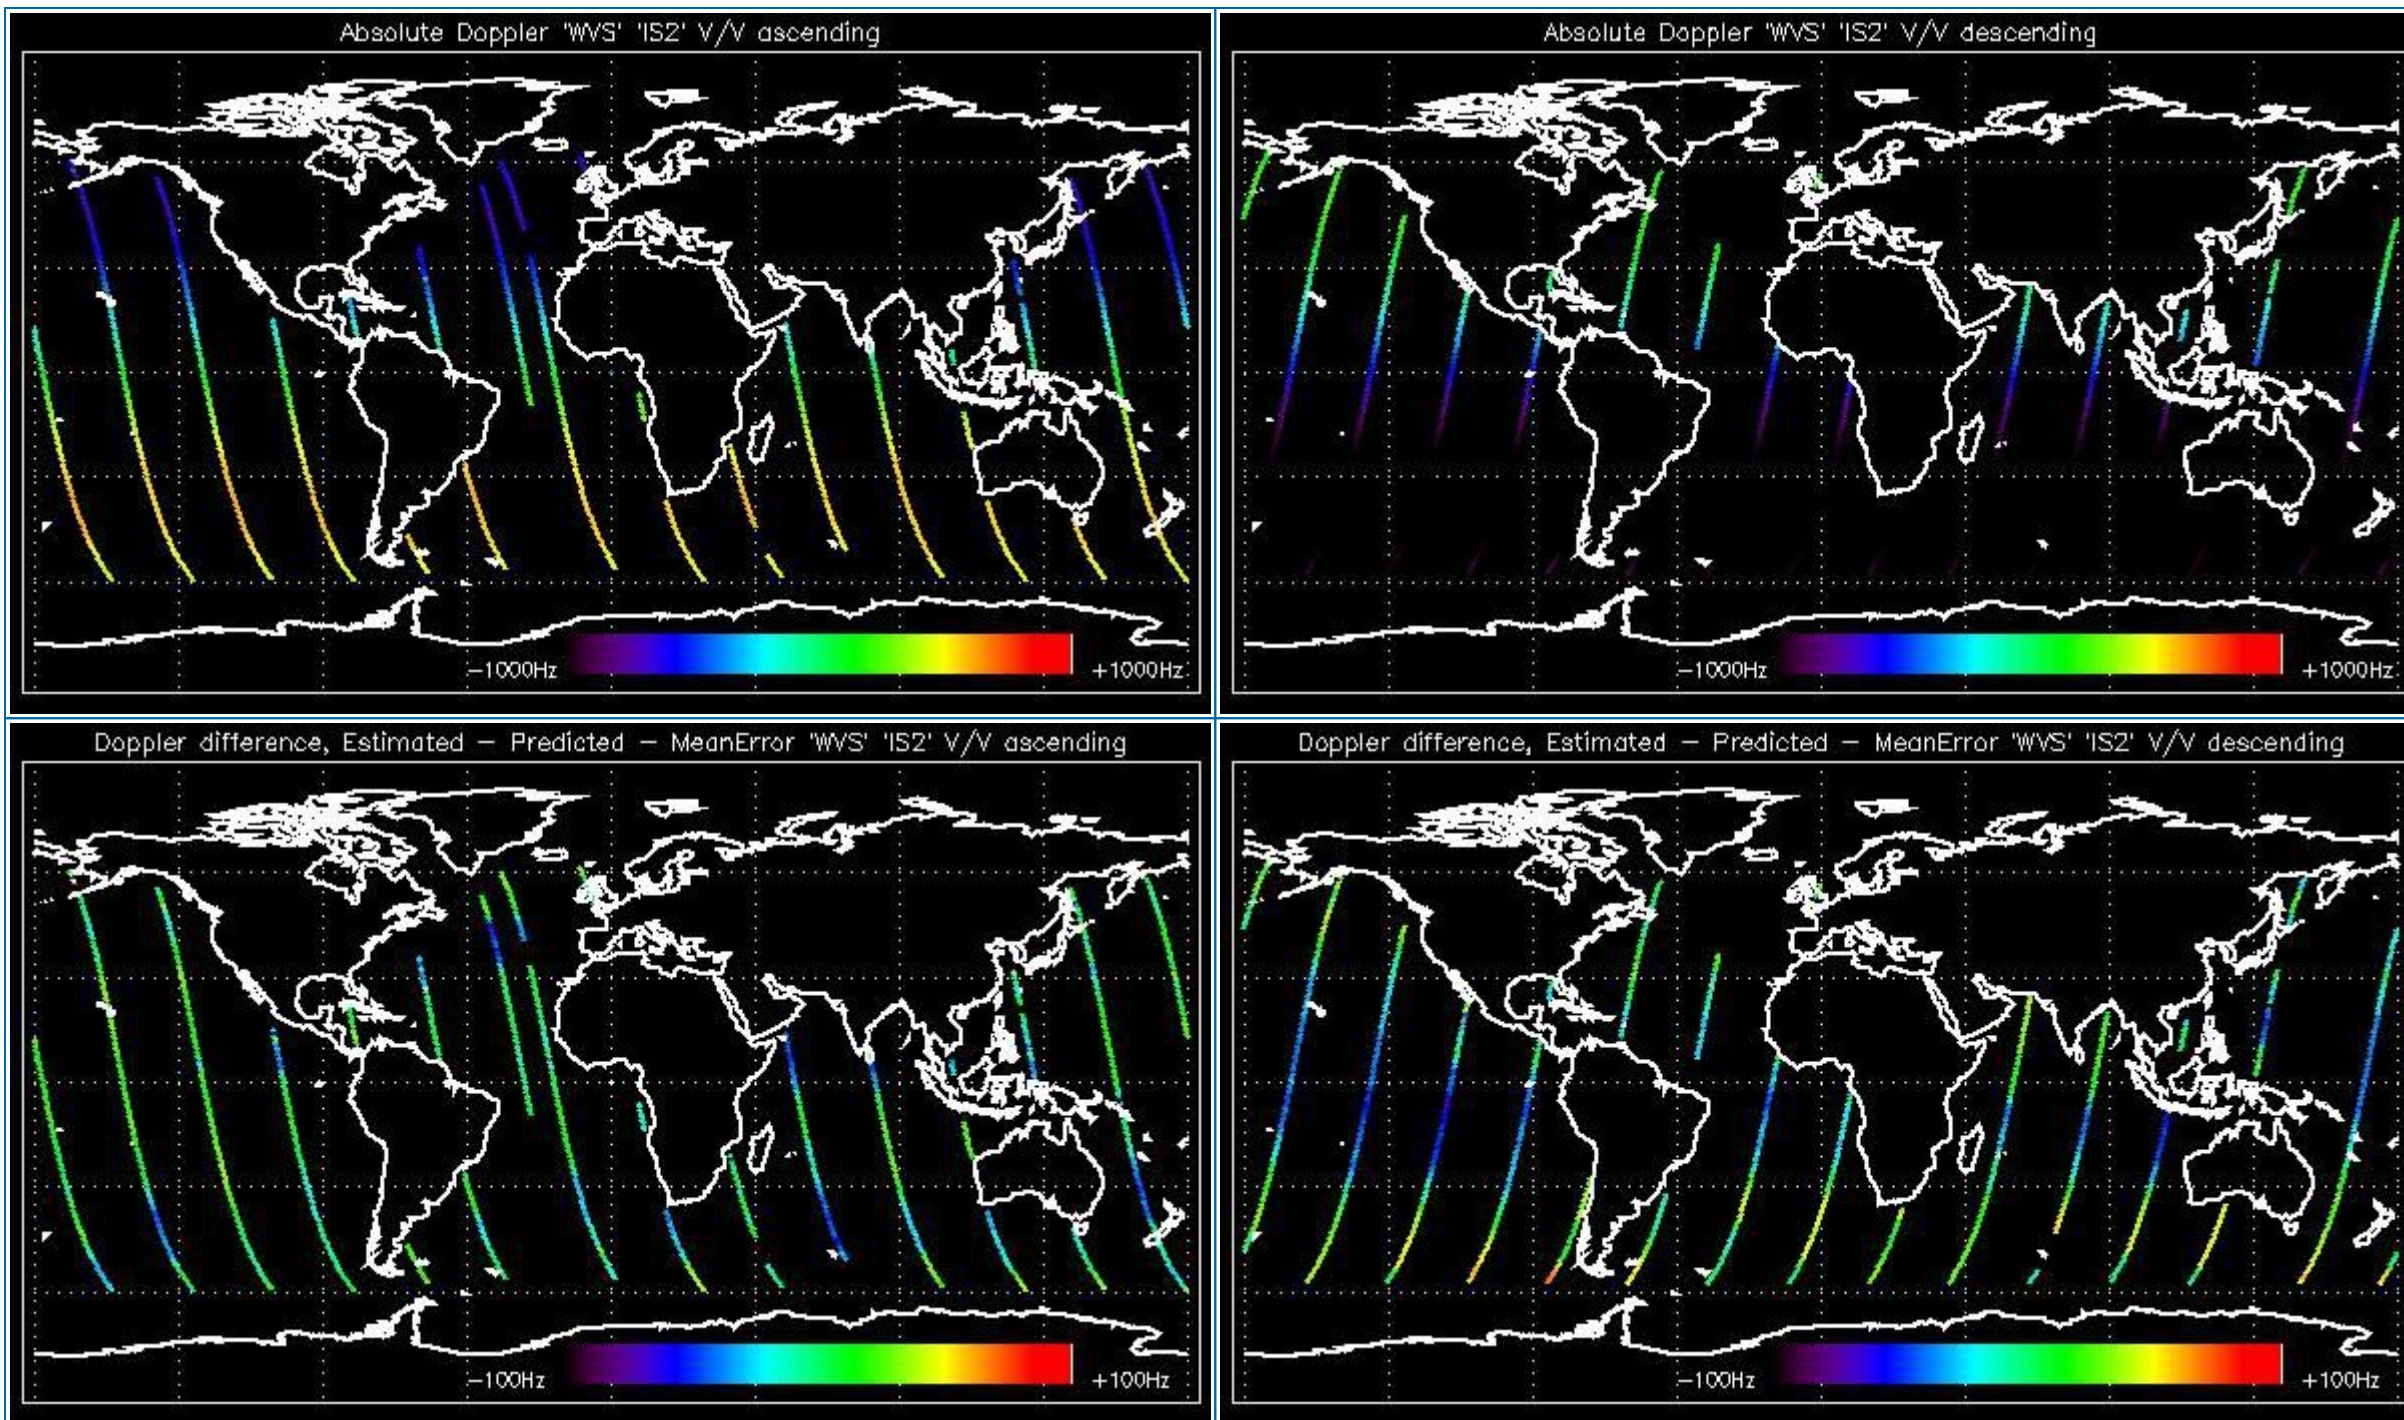 Absolute Doppler 'WVS' 'IS2' V/V ascending
−1000Hz
+1000Hz
Absolute Doppler 'WVS' 'IS2' V/V descending
−1000Hz
+1000Hz
Doppler difference, Estimated − Predicted − MeanError 'WVS' 'IS2' V/V ascending
−100Hz
+100Hz
Doppler difference, Estimated − Predicted − MeanError 'WVS' 'IS2' V/V descending
−100Hz
+100Hz